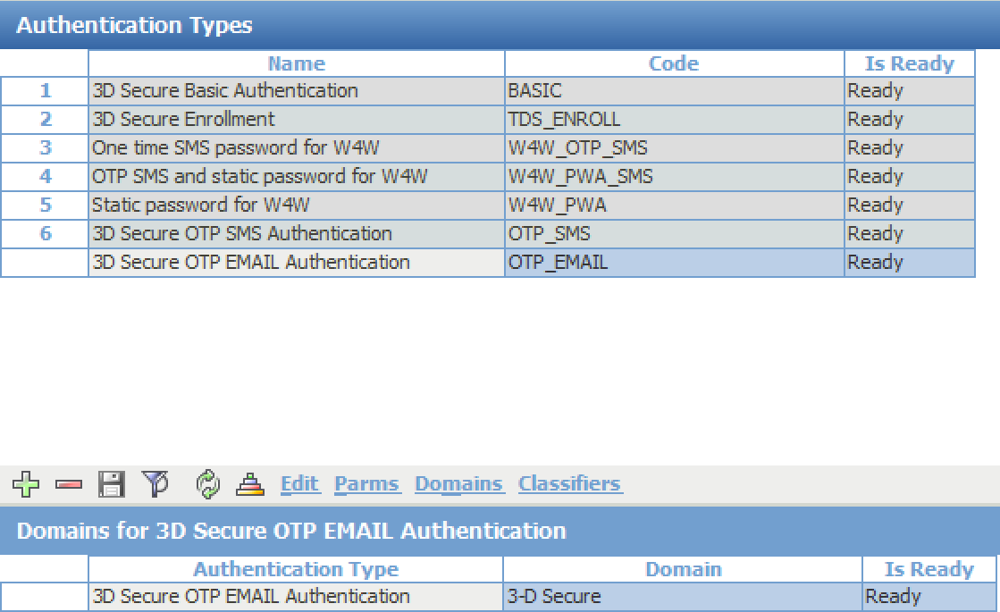 Authentication Types
Name Code Is Ready
1 3D Secure Basic Authentication BASIC Ready
2 3D Secure Enrollment TDS_ENROLL Ready
3 One time SMS password for W4W W4W_OTP_SMS Ready
4 OTP SMS and static password for W4W W4W_PWA_SMS Ready
5 Static password for W4W W4W_PWA Ready
6 3D Secure OTP SMS Authentication OTP_SMS Ready
3D Secure OTP EMAIL Authentication OTP_EMAIL Ready
Edit Parms Domains Classifiers
Domains for 3D Secure OTP EMAIL Authentication
Authentication Type Domain Is Ready
3D Secure OTP EMAIL Authentication 3-D Secure Ready